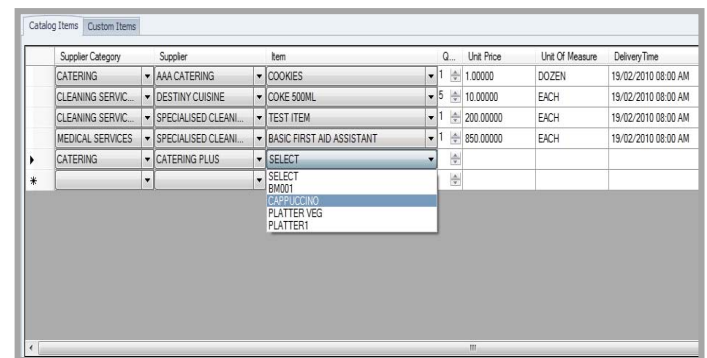 Catalog Items Custom Items
Supplier Category Supplier Item Q... Unit Price Unit Of Measure DeliveryTime
CATERING AAA CATERING COOKIES 1 1.00000 DOZEN 19/02/2010 08:00 AM
CLEANING SERVIC... DESTINY CUISINE COKE 500ML 5 10.00000 EACH 19/02/2010 08:00 AM
CLEANING SERVIC... SPECIALISED CLEANI... TEST ITEM 1 200.00000 EACH 19/02/2010 08:00 AM
MEDICAL SERVICES SPECIALISED CLEANI... BASIC FIRST AID ASSISTANT 1 850.00000 EACH 19/02/2010 08:00 AM
CATERING CATERING PLUS SELECT
SELECT
BM001
CAPPUCCINO
PLATTER VEG
PLATTER1